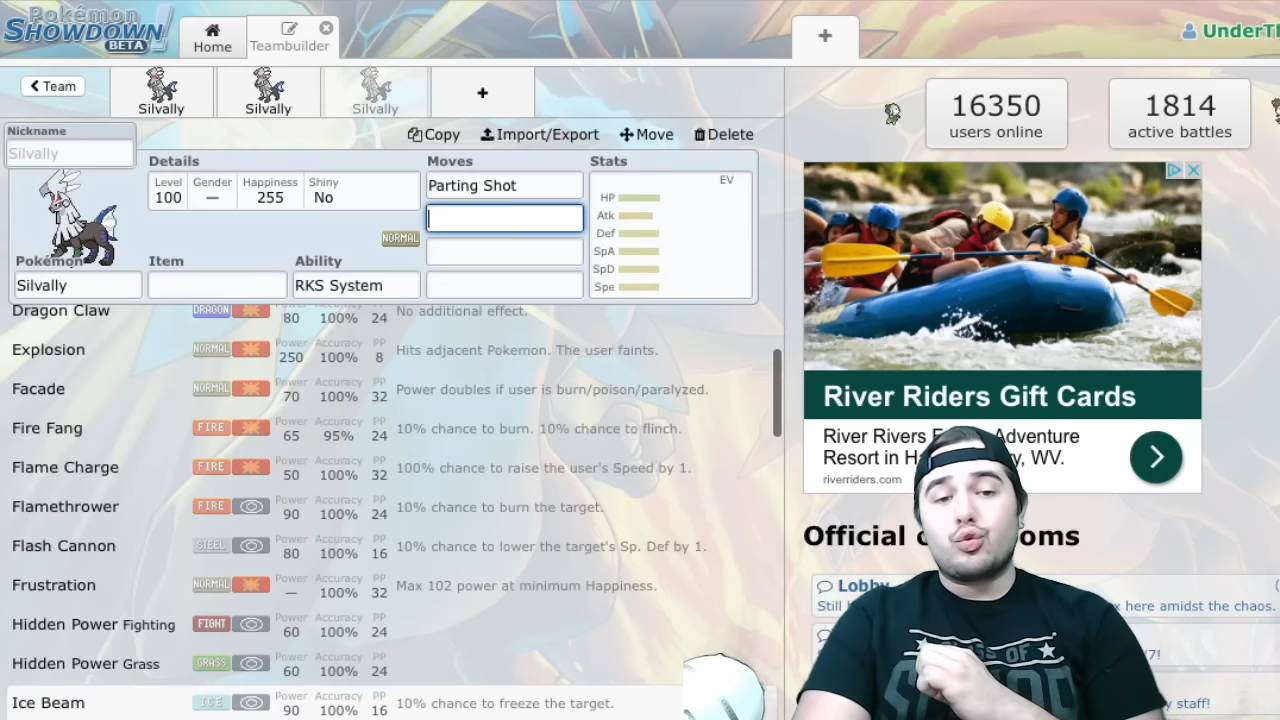 Pokémon
SHOWDOWN!
BETA
Home
Teambuilder
+
Team
Silvally
Silvally
Silvally
+
16350
users online
1814
active battles
Copy
Import/Export
Move
Delete
Nickname
Silvally
Details
Level
100
Gender
—
Happiness
255
Shiny
No
NORMAL
Pokémon
Silvally
Item
Ability
RKS System
Moves
Parting Shot
Stats
EV
HP
Atk
Def
SpA
SpD
Spe
Dragon Claw DRAGON 80 Accuracy 100% 24 No additional effect.
Explosion NORMAL Power 250 Accuracy 100% PP 8 Hits adjacent Pokemon. The user faints.
Facade NORMAL Power 70 Accuracy 100% PP 32 Power doubles if user is burn/poison/paralyzed.
Fire Fang FIRE Power 65 Accuracy 95% PP 24 10% chance to burn. 10% chance to flinch.
Flame Charge FIRE Power 50 Accuracy 100% PP 32 100% chance to raise the user's Speed by 1.
Flamethrower FIRE Power 90 Accuracy 100% PP 24 10% chance to burn the target.
Flash Cannon STEEL Power 80 Accuracy 100% PP 16 10% chance to lower the target's Sp. Def by 1.
Frustration NORMAL Power — Accuracy 100% PP 32 Max 102 power at minimum Happiness.
Hidden Power Fighting FIGHT Power 60 Accuracy 100% PP 24
Hidden Power Grass GRASS Power 60 Accuracy 100% PP 24
Ice Beam ICE Power 90 Accuracy 100% PP 16 10% chance to freeze the target.
River Riders Gift Cards
River Rivers Adventure
Resort in WV.
riverriders.com
Official
Lobby
Still here amidst the chaos.
staff!
CLASS OF